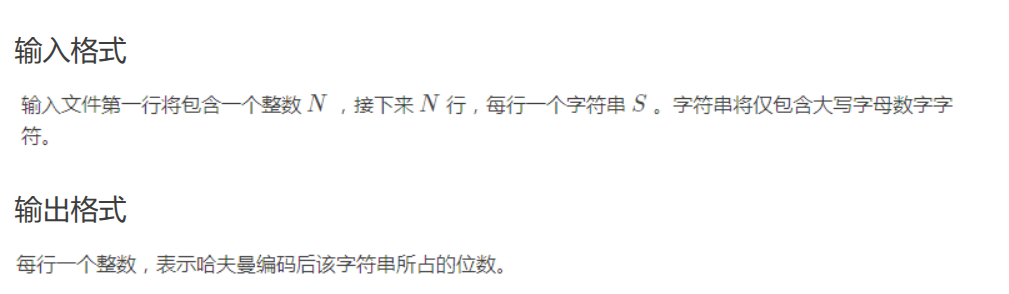 输入格式
输入文件第一行将包含一个整数 N ，接下来 N 行，每行一个字符串 S 。字符串将仅包含大写字母数字字
符。
输出格式
每行一个整数，表示哈夫曼编码后该字符串所占的位数。